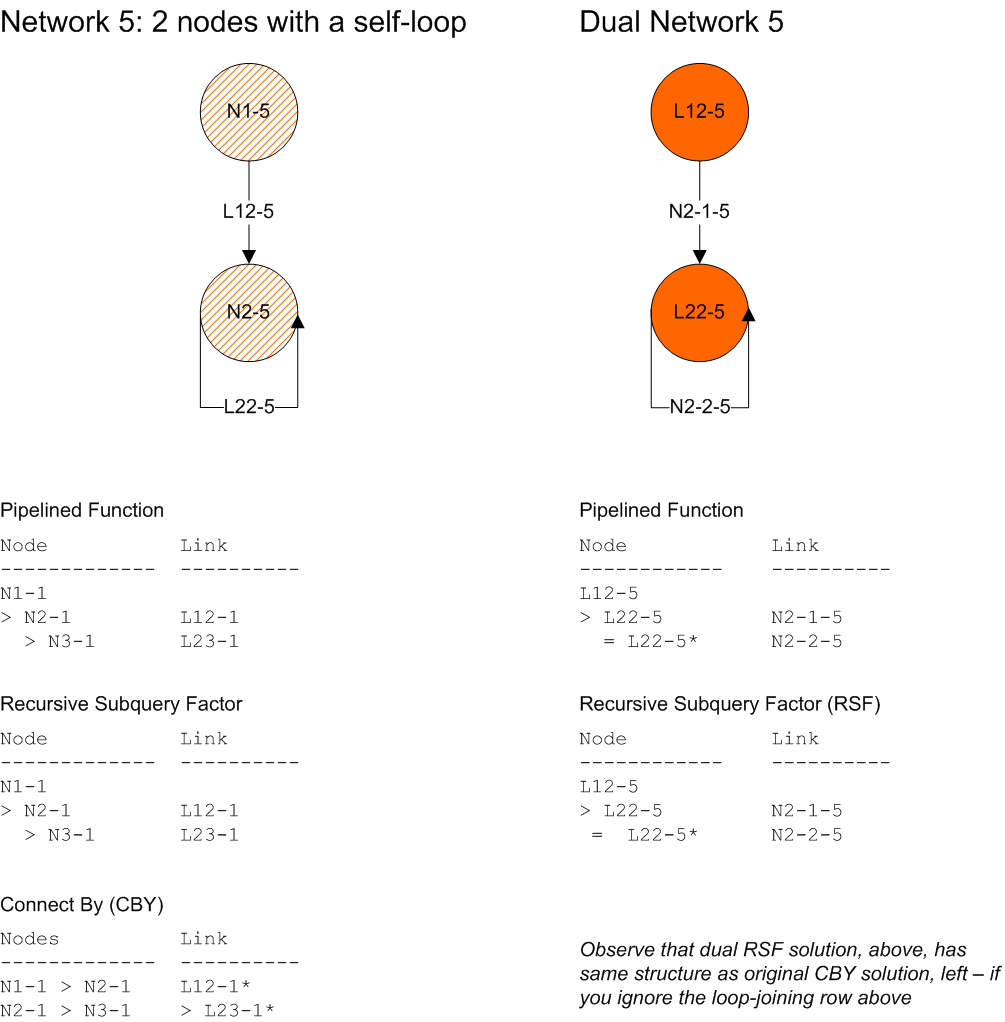 Network 5: 2 nodes with a self-loop
N1-5
L12-5
N2-5
L22-5
Pipelined Function
Node Link
------------- ----------
N1-1
> N2-1 L12-1
> N3-1 L23-1
Recursive Subquery Factor
Node Link
------------- ----------
N1-1
> N2-1 L12-1
> N3-1 L23-1
Connect By (CBY)
Nodes Link
------------- ----------
N1-1 > N2-1 L12-1*
N2-1 > N3-1 > L23-1*
Dual Network 5
L12-5
N2-1-5
L22-5
N2-2-5
Pipelined Function
Node Link
------------ ----------
L12-5
> L22-5 N2-1-5
= L22-5* N2-2-5
Recursive Subquery Factor (RSF)
Node Link
------------ ----------
L12-5
> L22-5 N2-1-5
= L22-5* N2-2-5
Observe that dual RSF solution, above, has
same structure as original CBY solution, left – if
you ignore the loop-joining row above